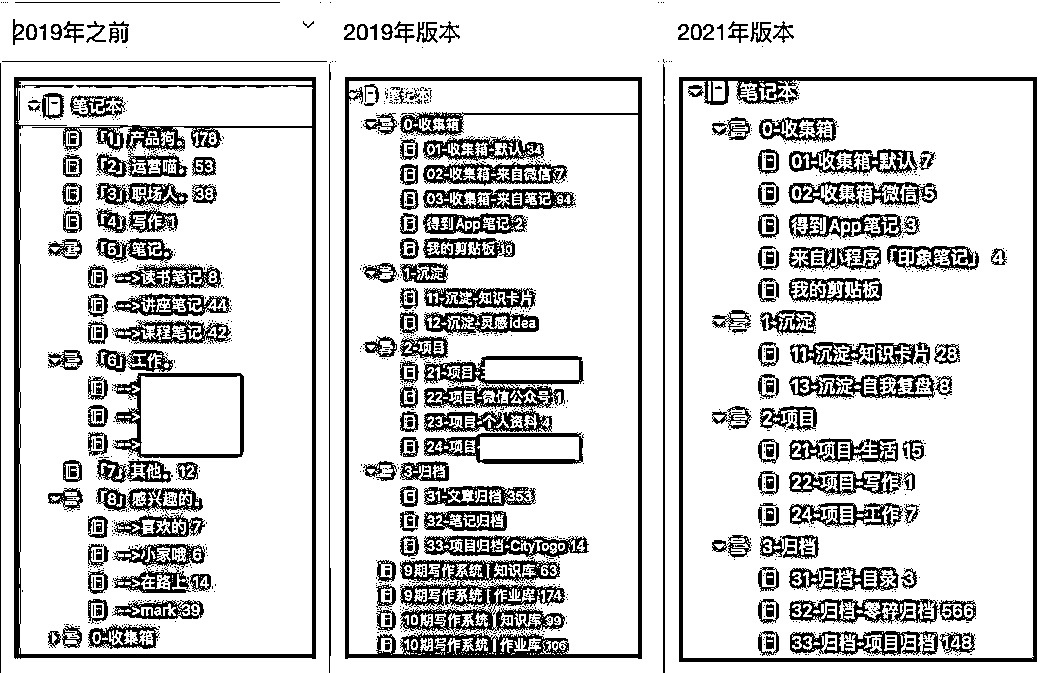 2019年之前
笔记本
「1」产品狗。178
「2」运营喵。53
「3」职场人。38
「4」写作 1
「5」笔记。
—>读书笔记 8
—>讲座笔记 44
—>课程笔记 42
「6」工作。
—>
—>
—>
「7」其他。12
「8」感兴趣的。
—>喜欢的 7
—>小家哦 6
—>在路上 14
—>mark 39
0-收集箱
2019年版本
笔记本
0-收集箱
01-收集箱-默认 34
02-收集箱-来自微信 7
03-收集箱-来自笔记 94
得到App笔记 2
我的剪贴板
1-沉淀
11-沉淀-知识卡片
12-沉淀-灵感idea
2-项目
21-项目-
22-项目-微信公众号 1
23-项目-个人资料 4
24-项目
3-归档
31-文章归档 353
32-笔记归档
33-项目归档-CityTogo 14
9期写作系统 | 知识库 63
9期写作系统 | 作业库 174
10期写作系统 | 知识库 99
10期写作系统 | 作业库 106
2021年版本
笔记本
0-收集箱
01-收集箱-默认 7
02-收集箱-微信 5
得到App笔记 3
来自小程序「印象笔记」 4
我的剪贴板
1-沉淀
11-沉淀-知识卡片 28
13-沉淀-自我复盘 8
2-项目
21-项目-生活 15
22-项目-写作 1
24-项目-工作 7
3-归档
31-归档-目录 3
32-归档-零碎归档 566
33-归档-项目归档 148